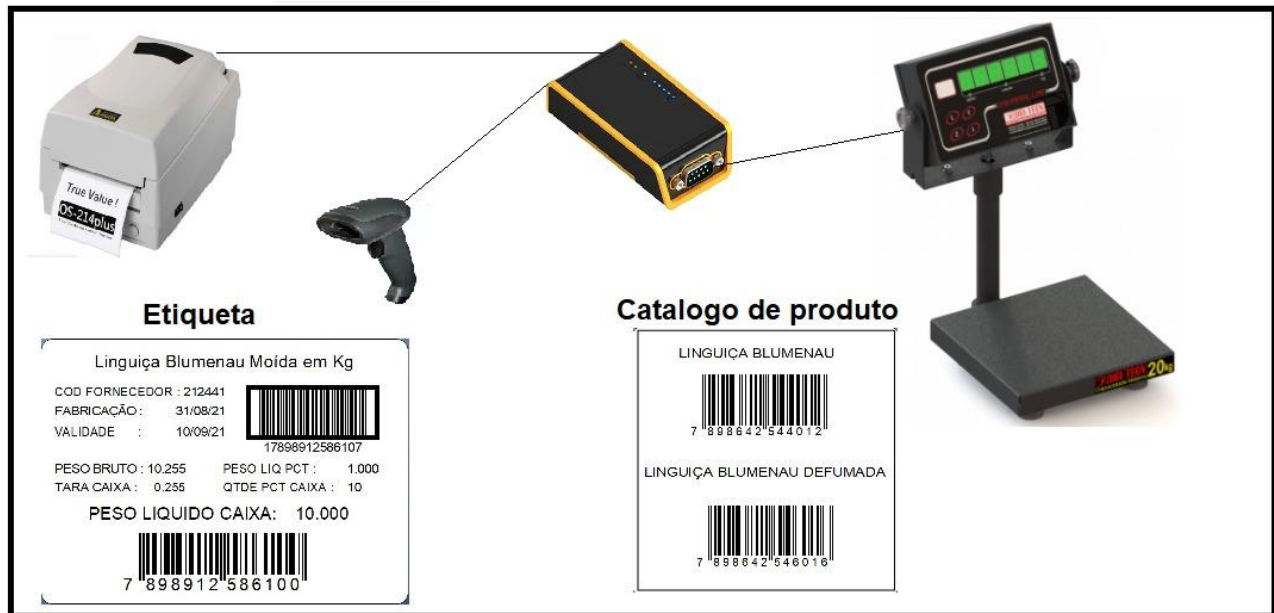 True Value !
OS-214plus
20kg
Etiqueta
Linguiça Blumenau Moída em Kg
COD FORNECEDOR : 212441
FABRICAÇÃO : 31/08/21
VALIDADE : 10/09/21
17898912586107
PESO BRUTO : 10.255 PESO LIQ PCT : 1.000
TARA CAIXA : 0.255 QTDE PCT CAIXA : 10
PESO LIQUIDO CAIXA: 10.000
7 898912 586100
Catalogo de produto
LINGUIÇA BLUMENAU
7 898642 544012
LINGUIÇA BLUMENAU DEFUMADA
7 898642 546016